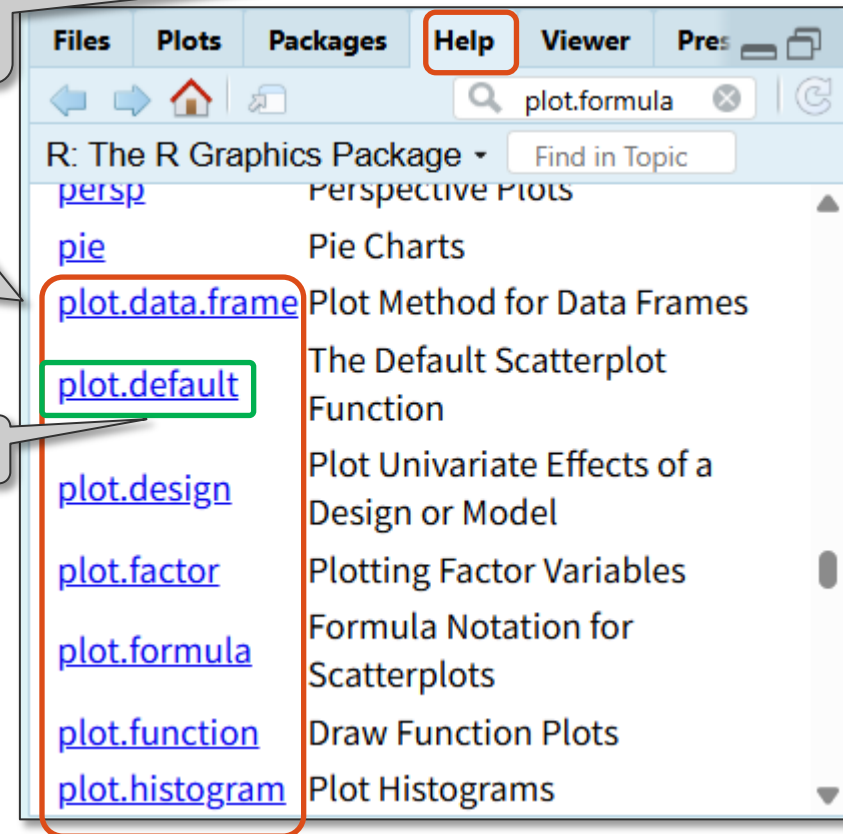 Files Plots Packages Help Viewer Pres
plot.formula
R: The R Graphics Package Find in Topic
persp Perspective Plots
pie Pie Charts
plot.data.frame Plot Method for Data Frames
plot.default The Default Scatterplot
Function
plot.design Plot Univariate Effects of a
Design or Model
plot.factor Plotting Factor Variables
plot.formula Formula Notation for
Scatterplots
plot.function Draw Function Plots
plot.histogram Plot Histograms